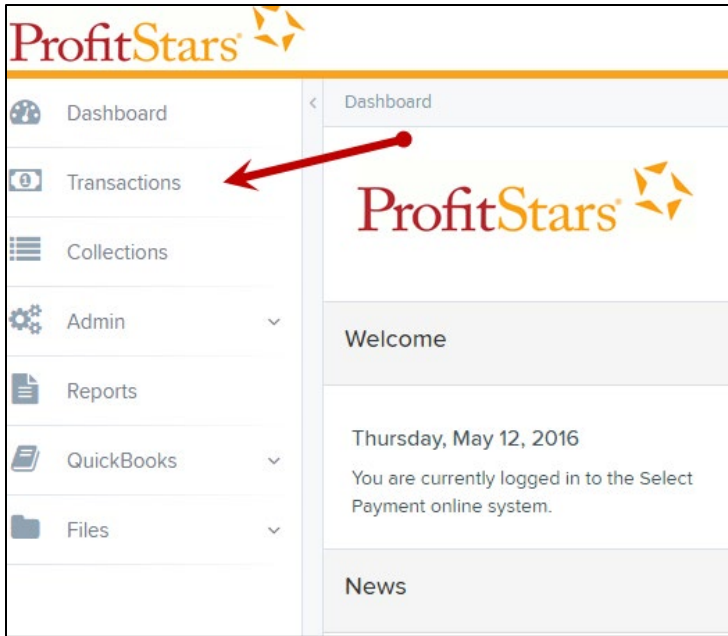 ProfitStars
Dashboard
Transactions
Collections
Admin
Reports
QuickBooks
Files
Dashboard
ProfitStars
Welcome
Thursday, May 12, 2016
You are currently logged in to the Select
Payment online system.
News